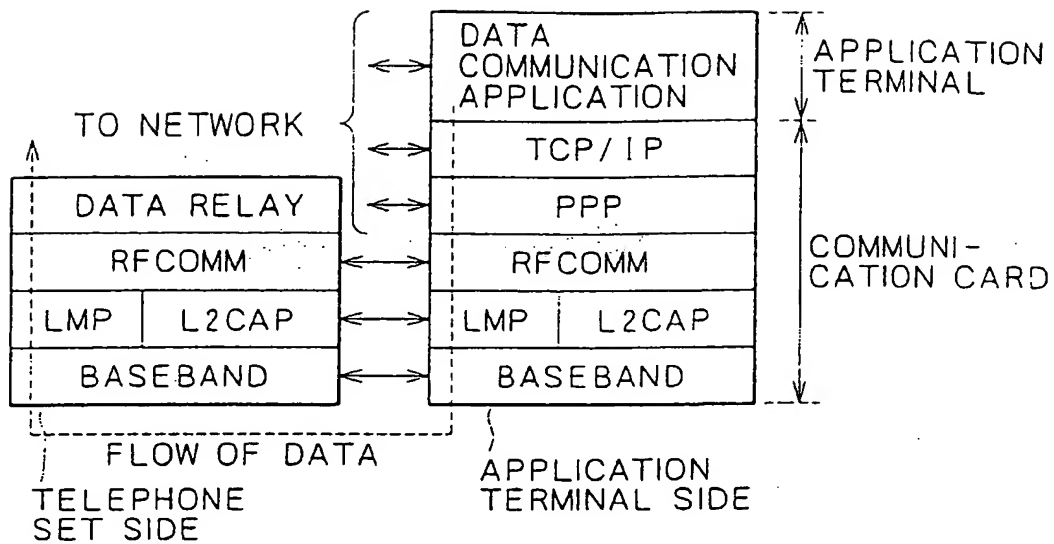 DATA
COMMUNICATION
APPLICATION
APPLICATION
TERMINAL
TO NETWORK
TCP/IP
DATA RELAY
PPP
RFCOMM
RFCOMM
COMMUNI-
CATION CARD
LMP
L2CAP
LMP
L2CAP
BASEBAND
BASEBAND
FLOW OF DATA
TELEPHONE
SET SIDE
APPLICATION
TERMINAL SIDE